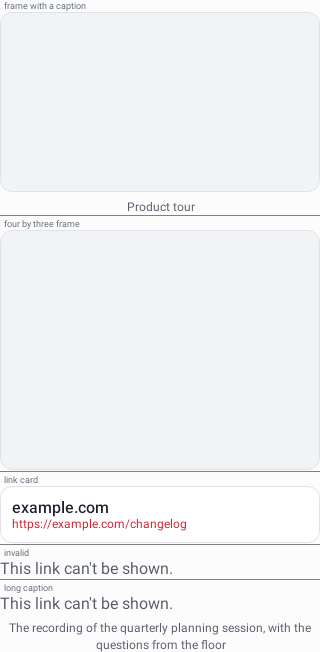 frame with a caption
Product tour
four by three frame
link card
example.com
https://example.com/changelog
invalid
This link can't be shown.
long caption
This link can't be shown.
The recording of the quarterly planning session, with the
questions from the floor